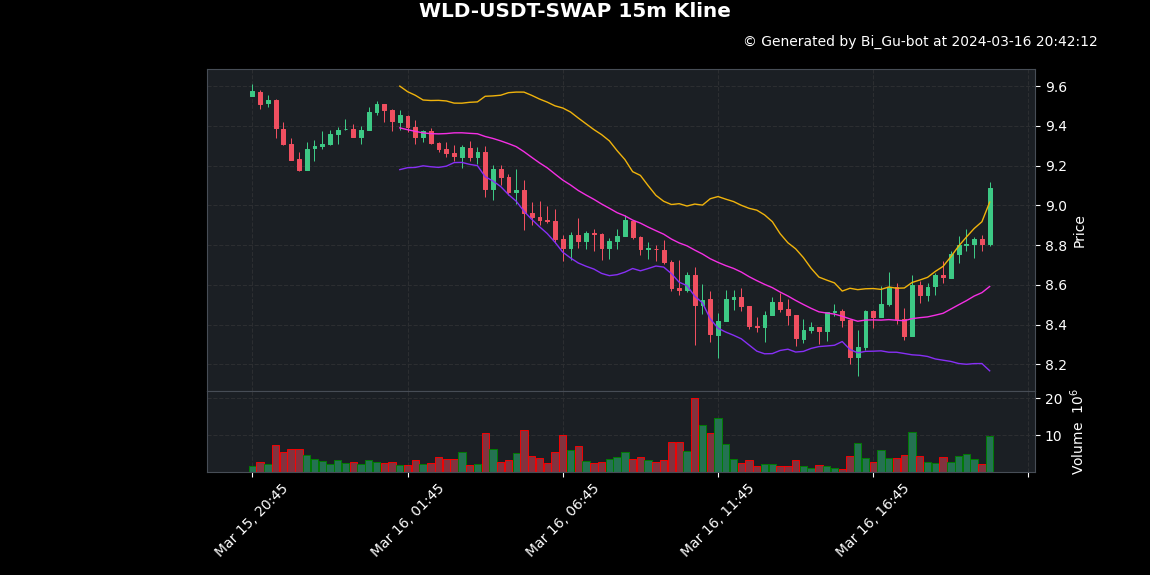 WLD-USDT-SWAP 15m Kline
© Generated by Bi_Gu-bot at 2024-03-16 20:42:12
9.6
9.4
9.2
9.0
8.8
8.6
8.4
8.2
Price
20
10
Volume 10⁶
Mar 15, 20:45
Mar 16, 01:45
Mar 16, 06:45
Mar 16, 11:45
Mar 16, 16:45